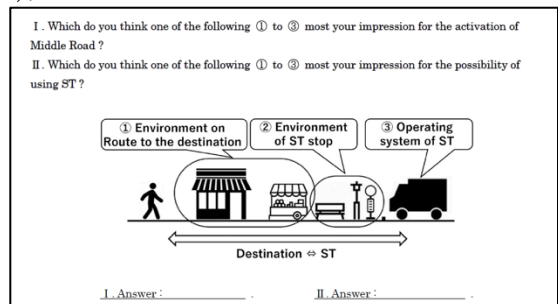 Ⅰ. Which do you think one of the following ① to ③ most your impression for the activation of
Middle Road ?
Ⅱ. Which do you think one of the following ① to ③ most your impression for the possibility of
using ST ?
① Environment on
Route to the destination
② Environment
of ST stop
③ Operating
system of ST
Destination ⇔ ST
Ⅰ. Answer : .
Ⅱ. Answer : .